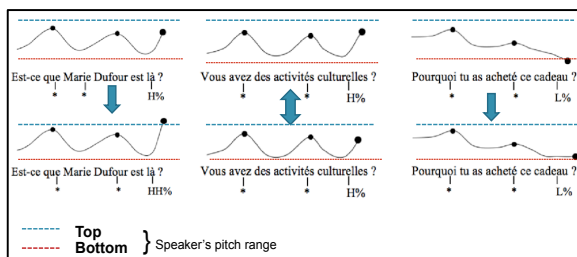 Est-ce que Marie Dufour est là ? Vous avez des activités culturelles ? Pourquoi tu as acheté ce cadeau ?
* * H% * * H% * * L%
Est-ce que Marie Dufour est là ? Vous avez des activités culturelles ? Pourquoi tu as acheté ce cadeau ?
* * HH% * * H% * * L%
Top
Bottom } Speaker's pitch range